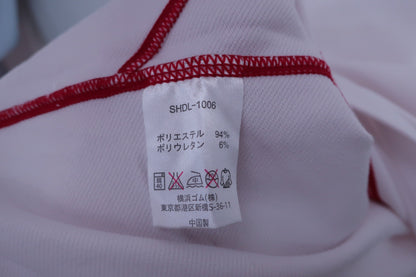 SHDL-1006
ポリエステル 94%
ポリウレタン 6%
40
横浜ゴム(株)
東京都港区新橋5-36-11
中国製